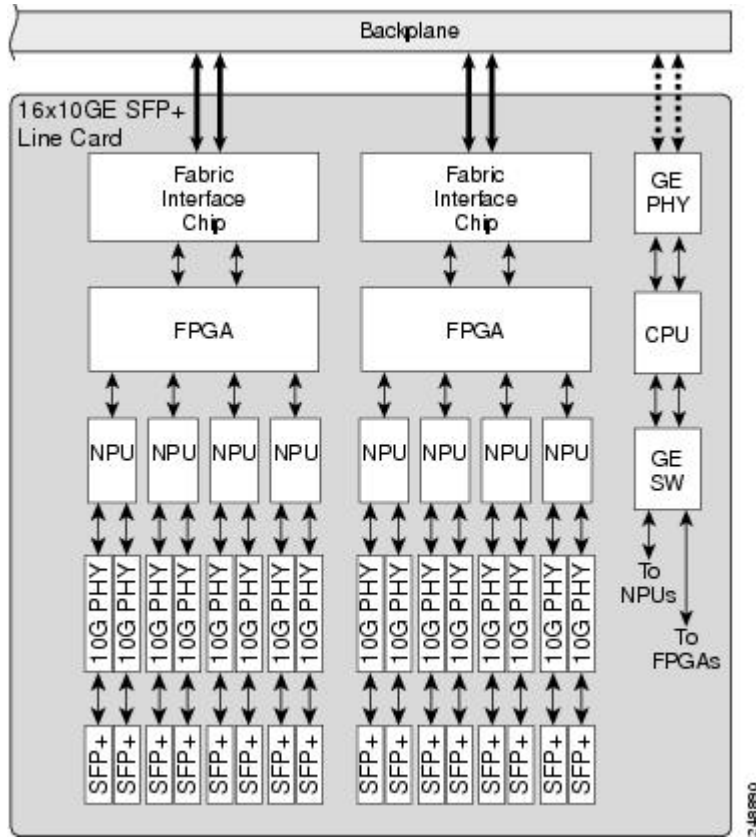 Backplane
16x10GE SFP+
Line Card
Fabric
Interface
Chip
Fabric
Interface
Chip
GE
PHY
FPGA
FPGA
CPU
NPU NPU NPU NPU
NPU NPU NPU NPU
GE
SW
10G PHY 10G PHY 10G PHY 10G PHY 10G PHY 10G PHY 10G PHY 10G PHY
10G PHY 10G PHY 10G PHY 10G PHY 10G PHY 10G PHY 10G PHY 10G PHY
To
NPUs
To
FPGAs
SFP+ SFP+ SFP+ SFP+ SFP+ SFP+ SFP+ SFP+
SFP+ SFP+ SFP+ SFP+ SFP+ SFP+ SFP+ SFP+